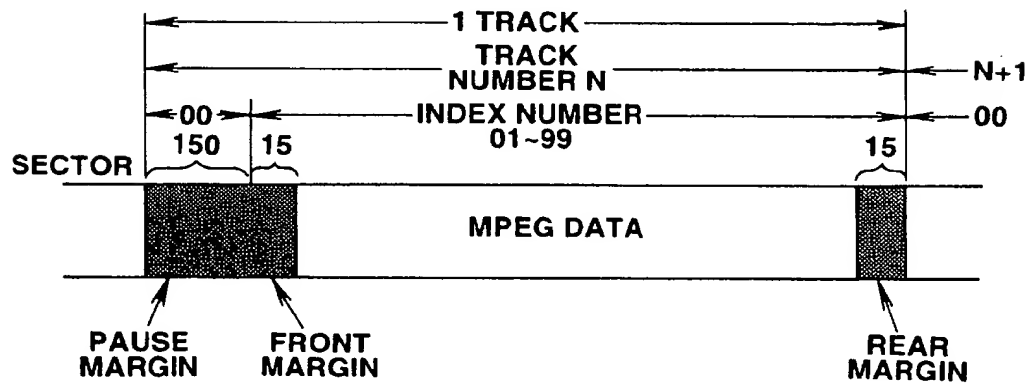 1 TRACK
TRACK
NUMBER N
N+1
00
INDEX NUMBER
01~99
00
150
15
15
SECTOR
MPEG DATA
PAUSE
MARGIN
FRONT
MARGIN
REAR
MARGIN